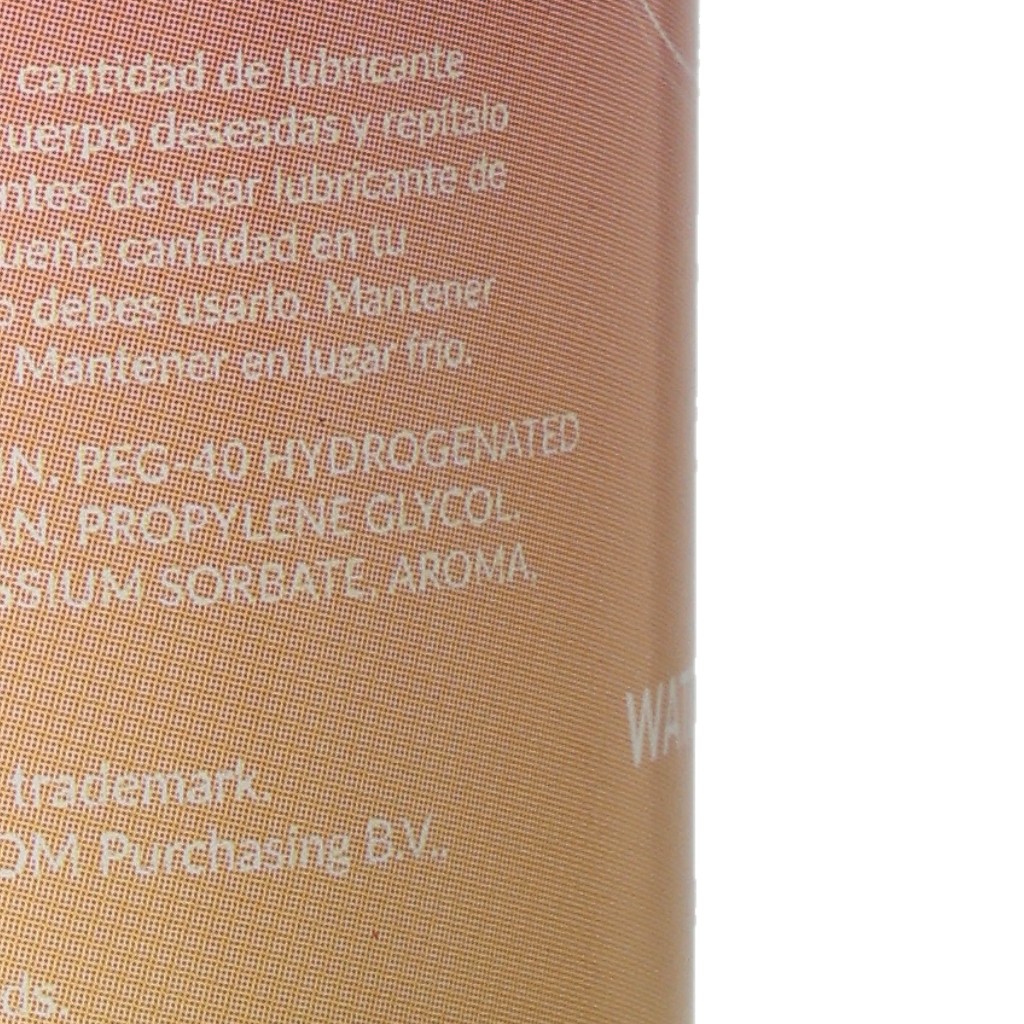 cantidad de lubricante
uerpo deseadas y repítalo
ntes de usar lubricante de
ueña cantidad en tu
debes usarlo. Mantener
Mantener en lugar frío.
N, PEG-40 HYDROGENATED
AN, PROPYLENE GLYCOL,
SSIUM SORBATE, AROMA.
WAT
trademark.
OM Purchasing B.V.,
ds.